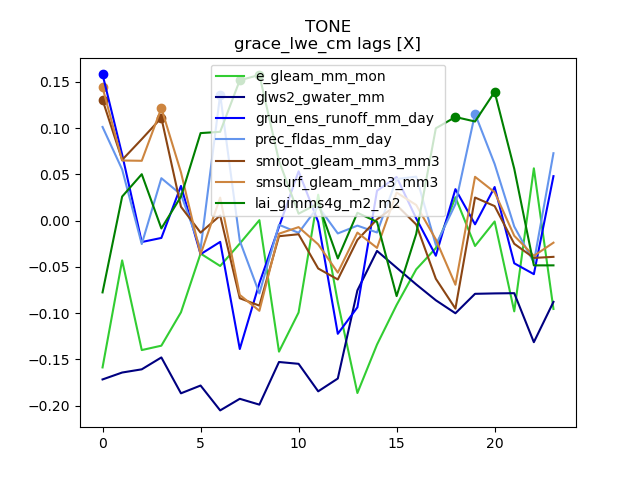 TONE
grace_lwe_cm lags [X]
e_gleam_mm_mon
glws2_gwater_mm
grun_ens_runoff_mm_day
prec_fldas_mm_day
smroot_gleam_mm3_mm3
smsurf_gleam_mm3_mm3
lai_gimms4g_m2_m2
0.15
0.10
0.05
0.00
−0.05
−0.10
−0.15
−0.20
0 5 10 15 20